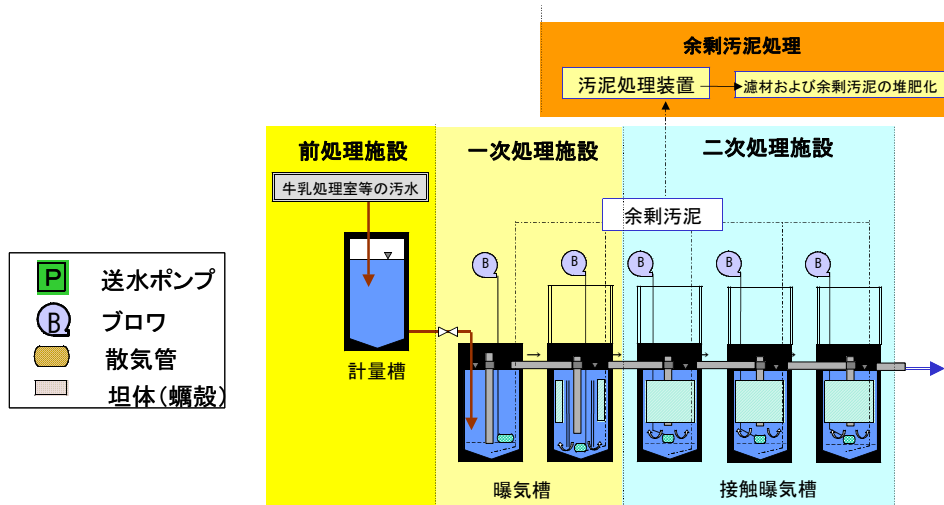 余剰汚泥処理
汚泥処理装置
濾材および余剰汚泥の堆肥化
前処理施設
一次処理施設
二次処理施設
牛乳処理室等の汚水
余剰汚泥
B
B
B
B
B
P 送水ポンプ
B ブロワ
散気管
坦体(蠣殻)
計量槽
曝気槽
接触曝気槽